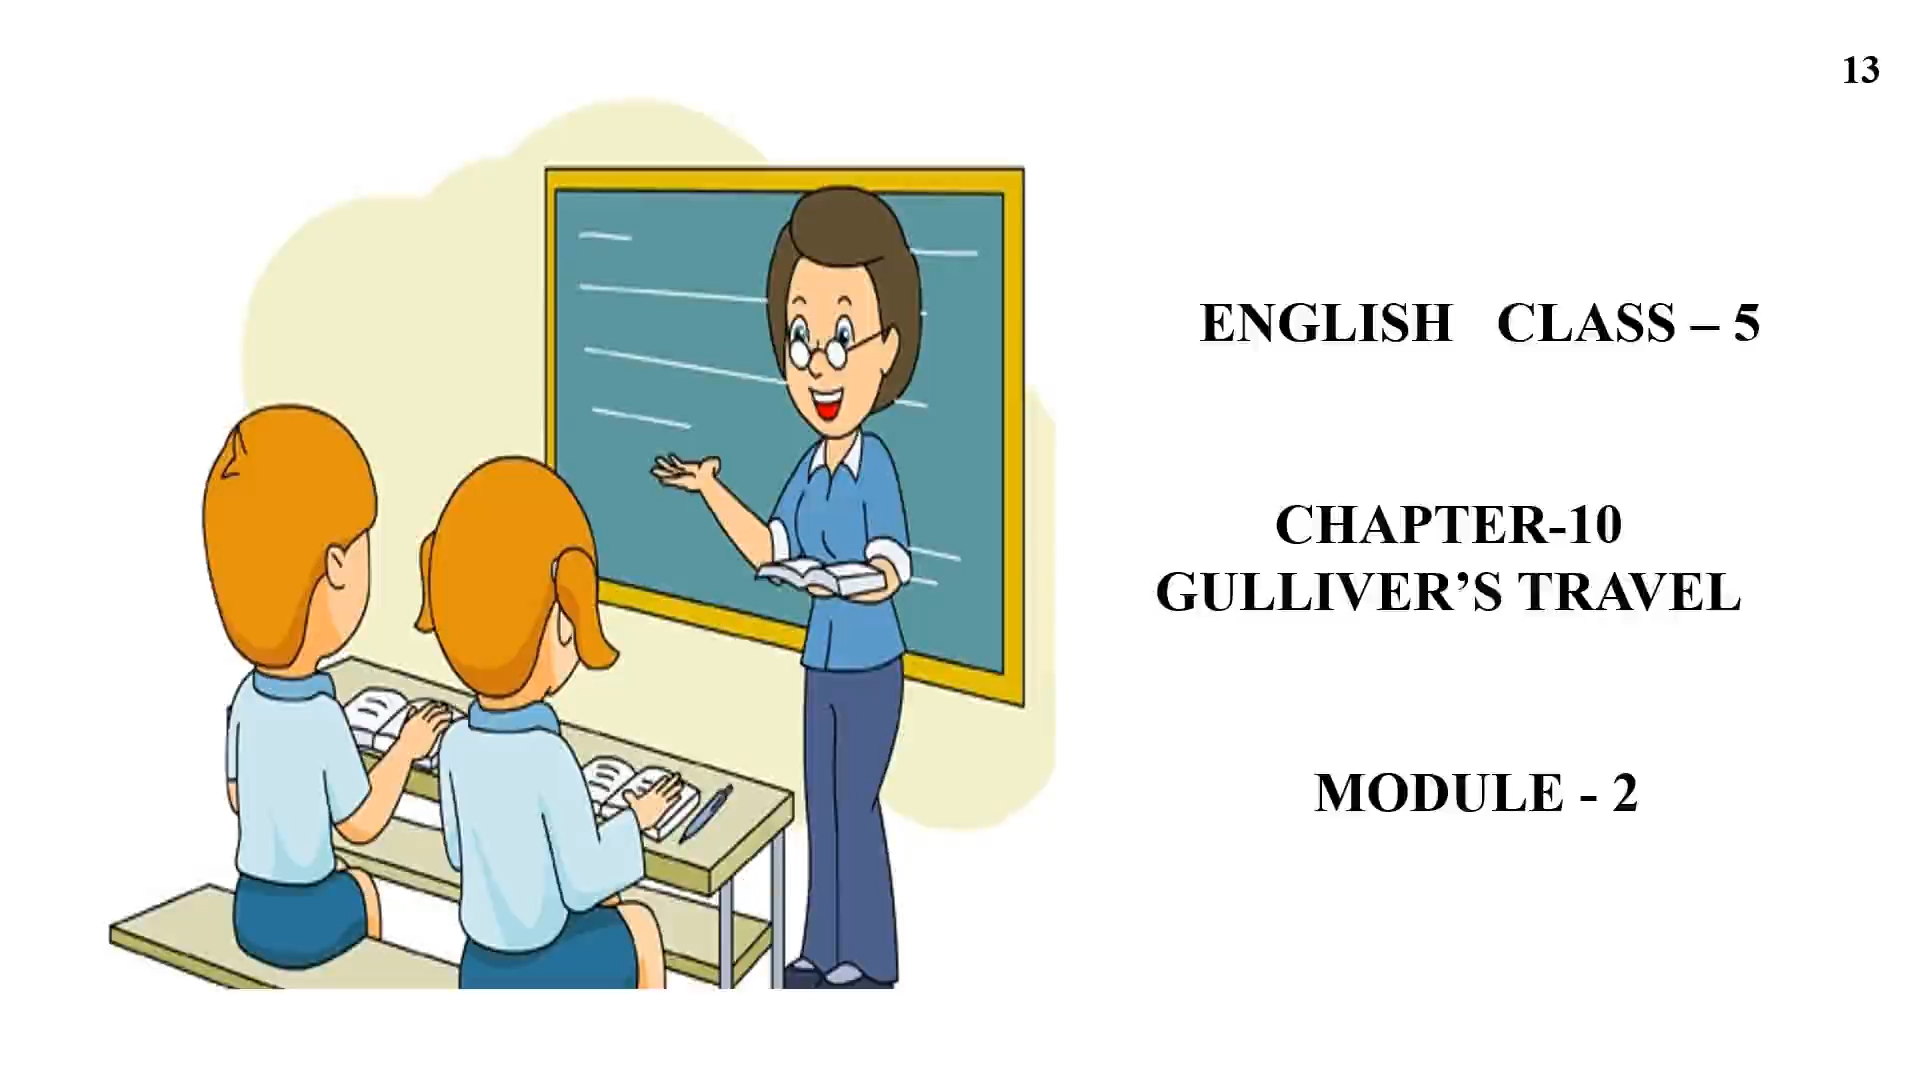 13
ENGLISH CLASS – 5
CHAPTER-10
GULLIVER’S TRAVEL
MODULE - 2